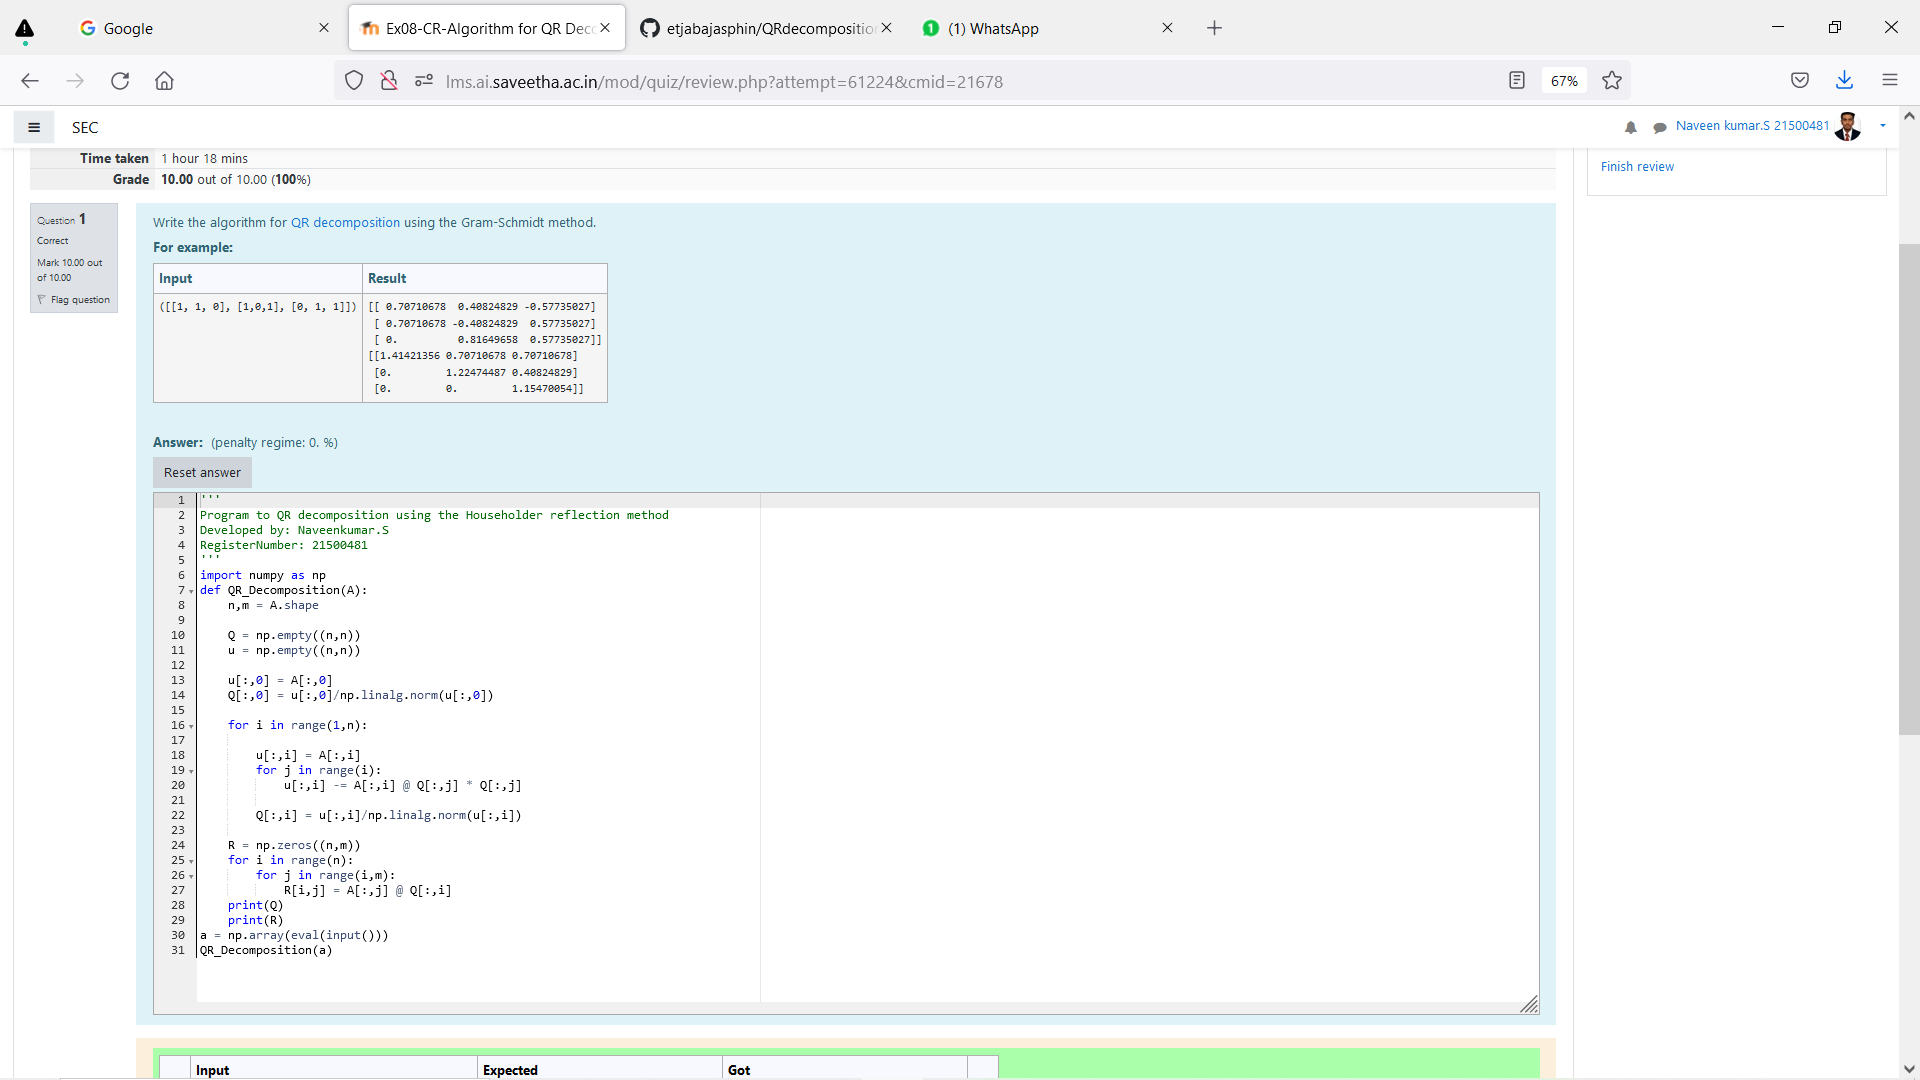 Google
Ex08-CR-Algorithm for QR Deco
etjabajasphin/QRdecomposition
(1) WhatsApp
lms.ai.saveetha.ac.in/mod/quiz/review.php?attempt=61224&cmid=21678
67%
SEC
Naveen kumar.S 21500481
Time taken 1 hour 18 mins
Grade 10.00 out of 10.00 (100%)
Finish review
Question 1
Correct
Mark 10.00 out
of 10.00
Flag question
Write the algorithm for QR decomposition using the Gram-Schmidt method.
For example:
Input Result
([[1, 1, 0], [1,0,1], [0, 1, 1]]) [[ 0.70710678 0.40824829 -0.57735027]
[ 0.70710678 -0.40824829 0.57735027]
[ 0. 0.81649658 0.57735027]]
[[1.41421356 0.70710678 0.70710678]
[0. 1.22474487 0.40824829]
[0. 0. 1.15470054]]
Answer: (penalty regime: 0. %)
Reset answer
1 '''
2 Program to QR decomposition using the Householder reflection method
3 Developed by: Naveenkumar.S
4 RegisterNumber: 21500481
5 '''
6 import numpy as np
7 def QR_Decomposition(A):
8 n,m = A.shape
9
10 Q = np.empty((n,n))
11 u = np.empty((n,n))
12
13 u[:,0] = A[:,0]
14 Q[:,0] = u[:,0]/np.linalg.norm(u[:,0])
15
16 for i in range(1,n):
17
18 u[:,i] = A[:,i]
19 for j in range(i):
20 u[:,i] -= A[:,i] @ Q[:,j] * Q[:,j]
21
22 Q[:,i] = u[:,i]/np.linalg.norm(u[:,i])
23
24 R = np.zeros((n,m))
25 for i in range(n):
26 for j in range(i,m):
27 R[i,j] = A[:,j] @ Q[:,i]
28 print(Q)
29 print(R)
30 a = np.array(eval(input()))
31 QR_Decomposition(a)
Input Expected Got